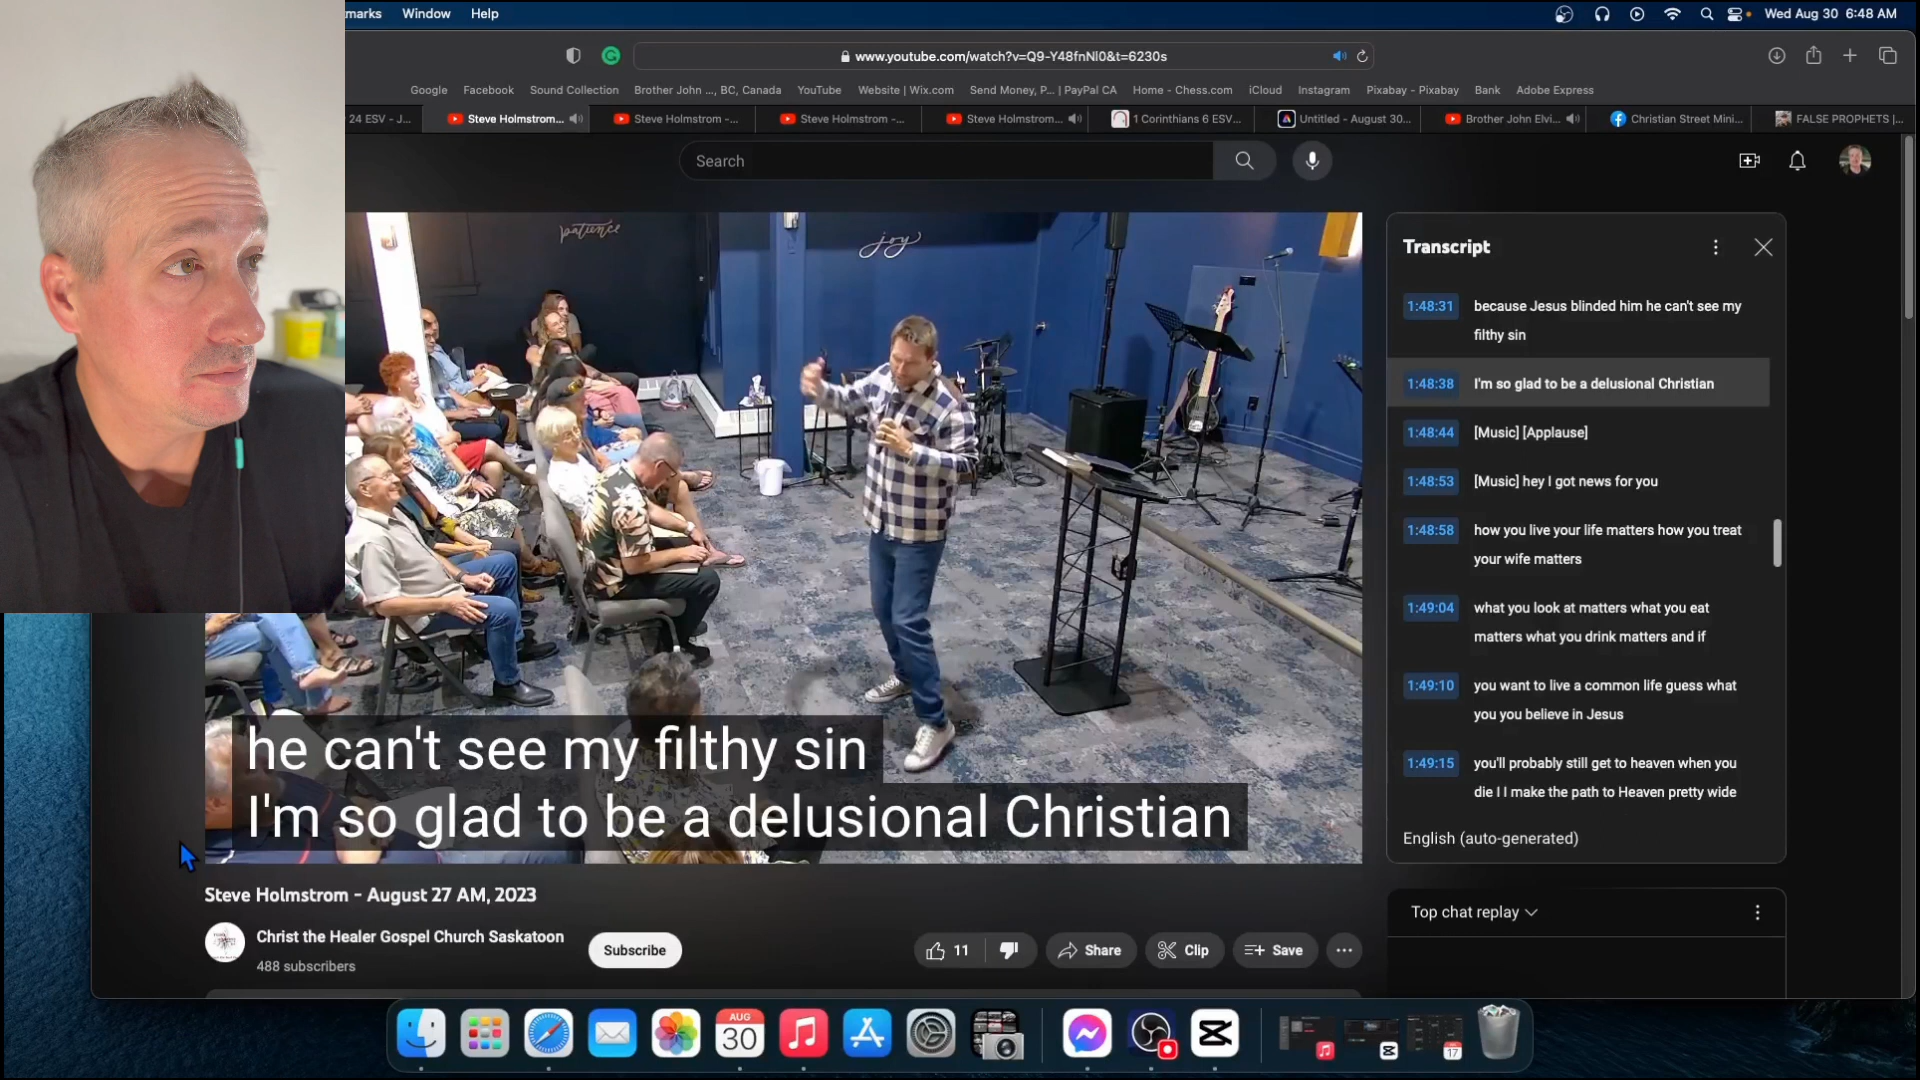 marks Window Help Wed Aug 30 6:48 AM
www.youtube.com/watch?v=Q9-Y48fnNl0&t=6230s
Google Facebook Sound Collection Brother John ..., BC, Canada YouTube Website | Wix.com Send Money, P... | PayPal CA Home - Chess.com iCloud Instagram Pixabay - Pixabay Bank Adobe Express
24 ESV - J... Steve Holmstrom... Steve Holmstrom -... Steve Holmstrom -... Steve Holmstrom... 1 Corinthians 6 ESV... Untitled - August 30... Brother John Elvi... Christian Street Mini... FALSE PROPHETS |...
Search
patience
joy
Transcript
1:48:31 because Jesus blinded him he can't see my
filthy sin
1:48:38 I'm so glad to be a delusional Christian
1:48:44 [Music] [Applause]
1:48:53 [Music] hey I got news for you
1:48:58 how you live your life matters how you treat
your wife matters
1:49:04 what you look at matters what you eat
matters what you drink matters and if
1:49:10 you want to live a common life guess what
you you believe in Jesus
1:49:15 you'll probably still get to heaven when you
die I I make the path to Heaven pretty wide
English (auto-generated)
he can't see my filthy sin
I'm so glad to be a delusional Christian
Steve Holmstrom - August 27 AM, 2023
Christ the Healer Gospel Church Saskatoon
488 subscribers
Subscribe
11
Share
Clip
Save
Top chat replay
AUG
30
17